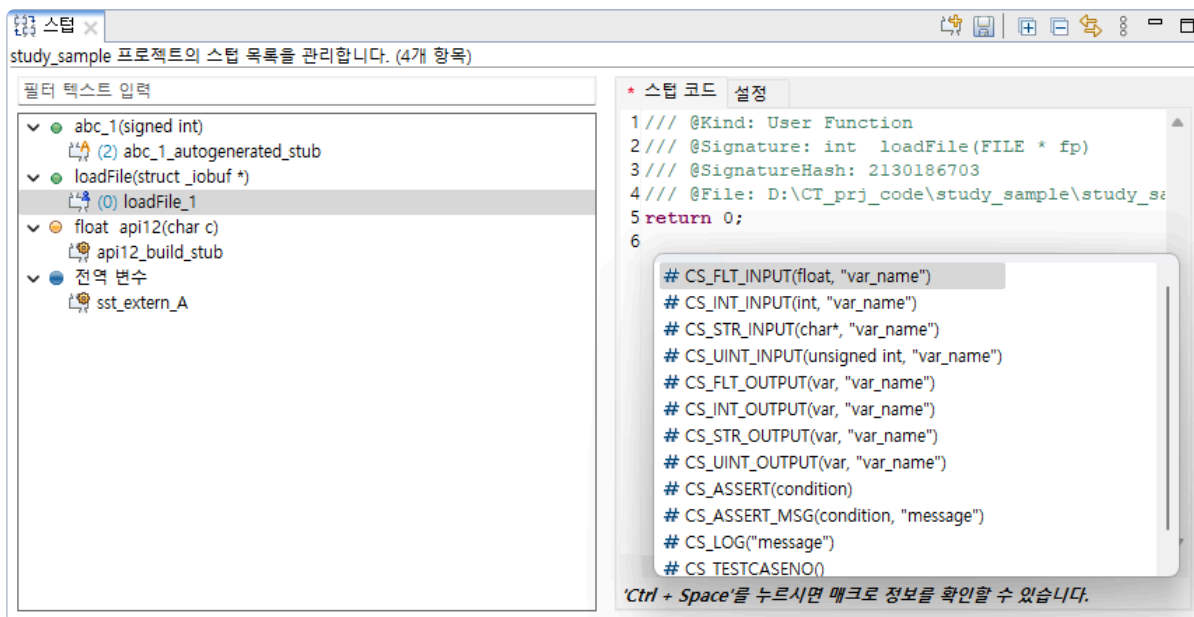 스텁
study_sample 프로젝트의 스텁 목록을 관리합니다. (4개 항목)
필터 텍스트 입력
abc_1(signed int)
(2) abc_1_autogenerated_stub
loadFile(struct _iobuf *)
(0) loadFile_1
float api12(char c)
api12_build_stub
전역 변수
sst_extern_A
* 스텁 코드 설정
1 /// @Kind: User Function
2 /// @Signature: int  loadFile(FILE * fp)
3 /// @SignatureHash: 2130186703
4 /// @File: D:\CT_prj_code\study_sample\study_sa
5 return 0;
6
# CS_FLT_INPUT(float, "var_name")
# CS_INT_INPUT(int, "var_name")
# CS_STR_INPUT(char*, "var_name")
# CS_UINT_INPUT(unsigned int, "var_name")
# CS_FLT_OUTPUT(var, "var_name")
# CS_INT_OUTPUT(var, "var_name")
# CS_STR_OUTPUT(var, "var_name")
# CS_UINT_OUTPUT(var, "var_name")
# CS_ASSERT(condition)
# CS_ASSERT_MSG(condition, "message")
# CS_LOG("message")
# CS_TESTCASENO()
'Ctrl + Space'를 누르시면 매크로 정보를 확인할 수 있습니다.